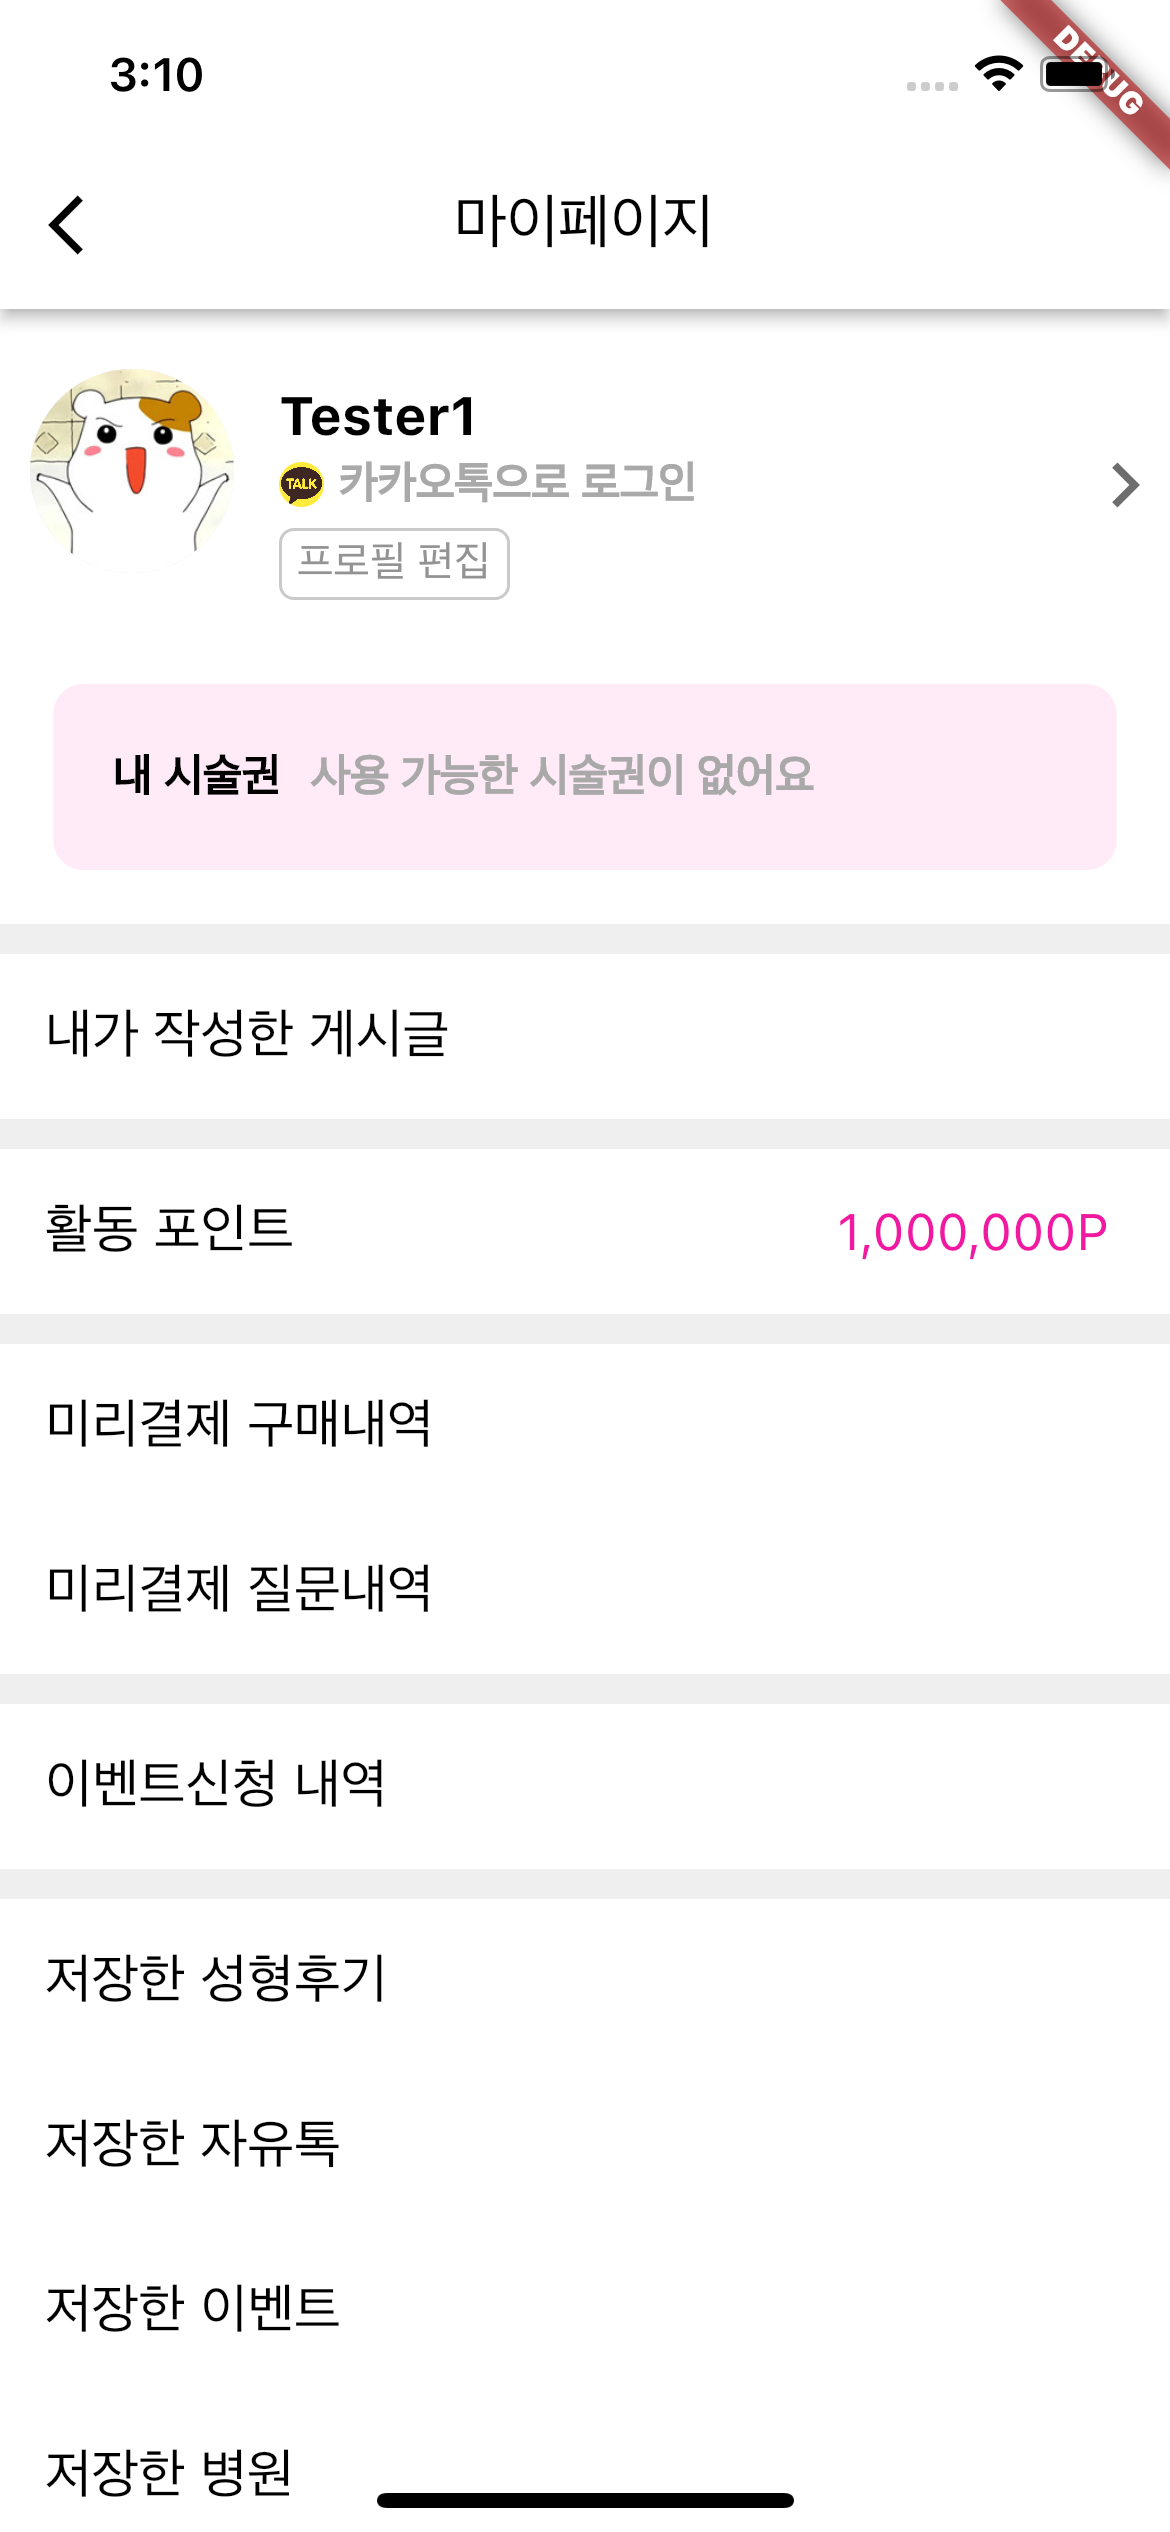 3:10
DEBUG
마이페이지
Tester1
TALK 카카오톡으로 로그인
프로필 편집
내 시술권 사용 가능한 시술권이 없어요
내가 작성한 게시글
활동 포인트 1,000,000P
미리결제 구매내역
미리결제 질문내역
이벤트신청 내역
저장한 성형후기
저장한 자유톡
저장한 이벤트
저장한 병원